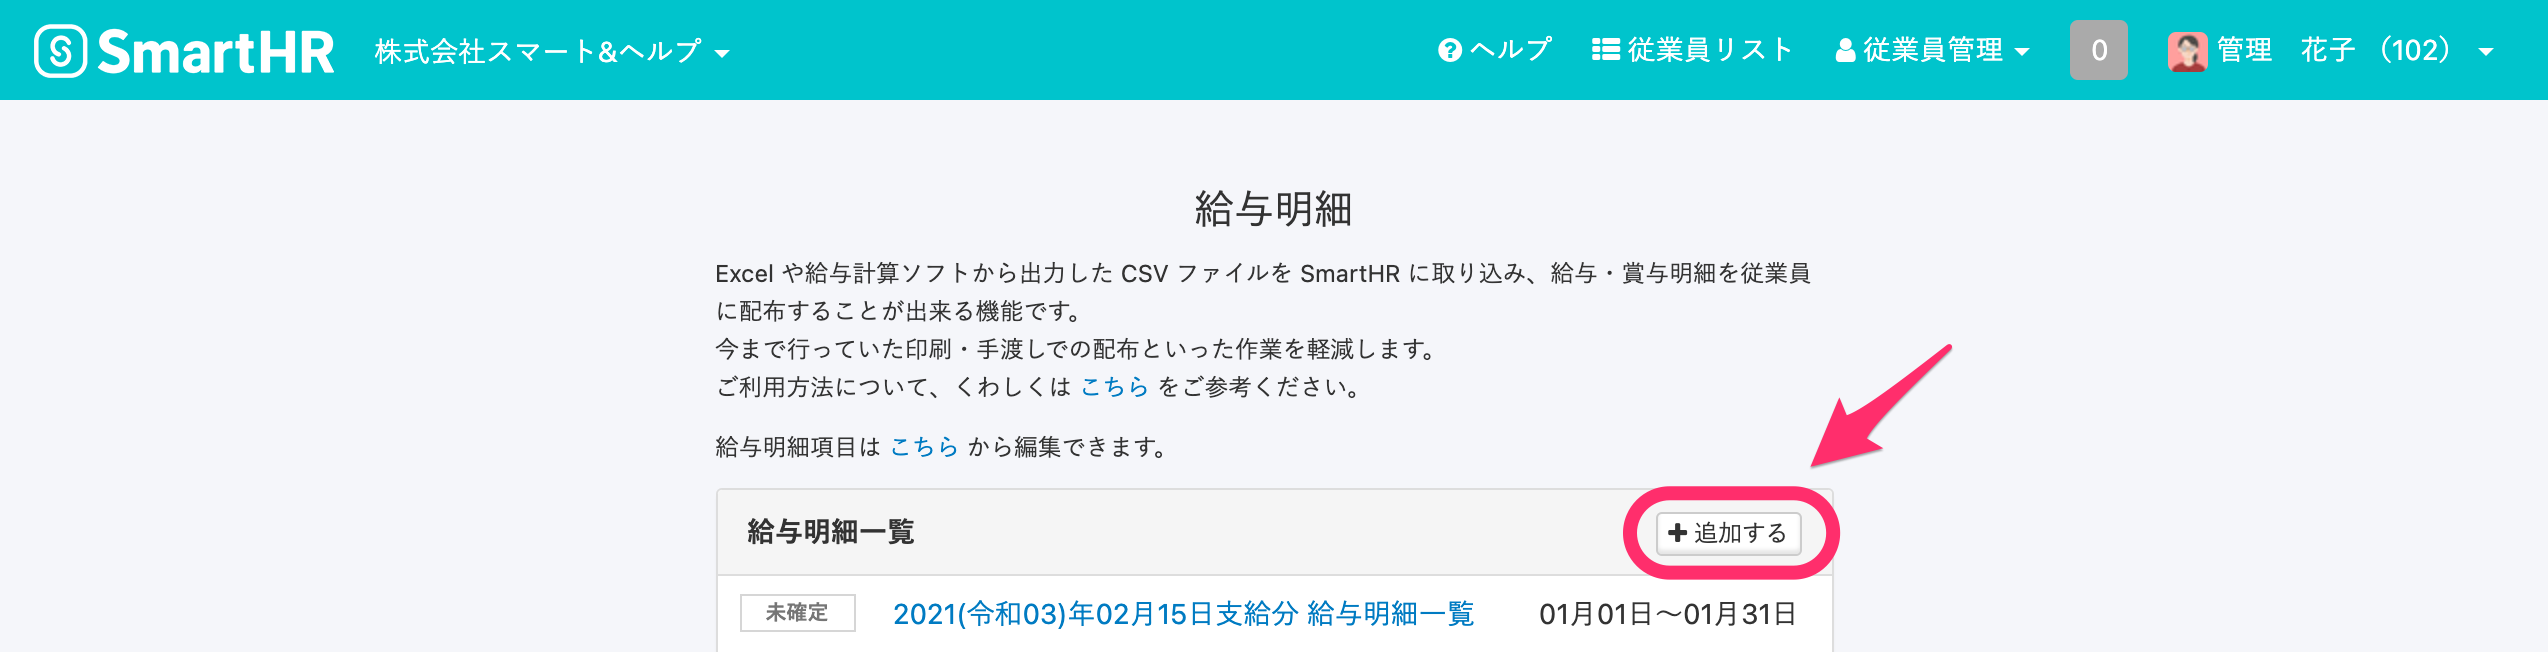 SmartHR 株式会社スマート&ヘルプ ヘルプ 従業員リスト 従業員管理 0 管理 花子 （102）
給与明細
Excel や給与計算ソフトから出力した CSV ファイルを SmartHR に取り込み、給与・賞与明細を従業員
に配布することが出来る機能です。
今まで行っていた印刷・手渡しでの配布といった作業を軽減します。
ご利用方法について、くわしくは こちら をご参考ください。
給与明細項目は こちら から編集できます。
給与明細一覧 追加する
未確定 2021(令和03)年02月15日支給分 給与明細一覧 01月01日〜01月31日